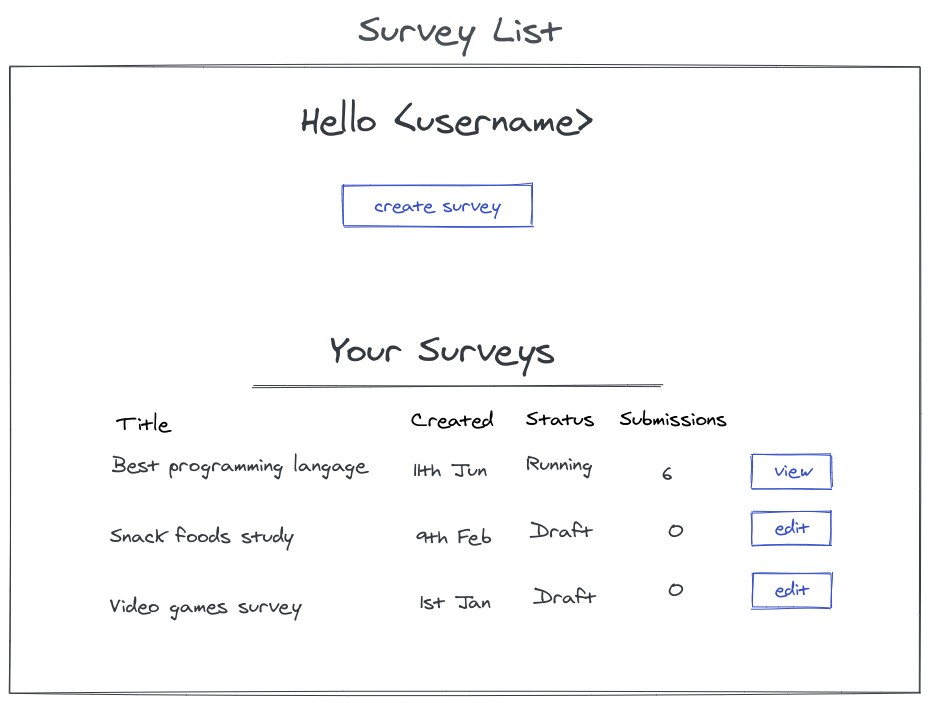 Survey List
Hello <username>
create survey
Your Surveys
Title Created Status Submissions
Best programming langage 11th Jun Running 6 view
Snack foods study 9th Feb Draft 0 edit
Video games survey 1st Jan Draft 0 edit